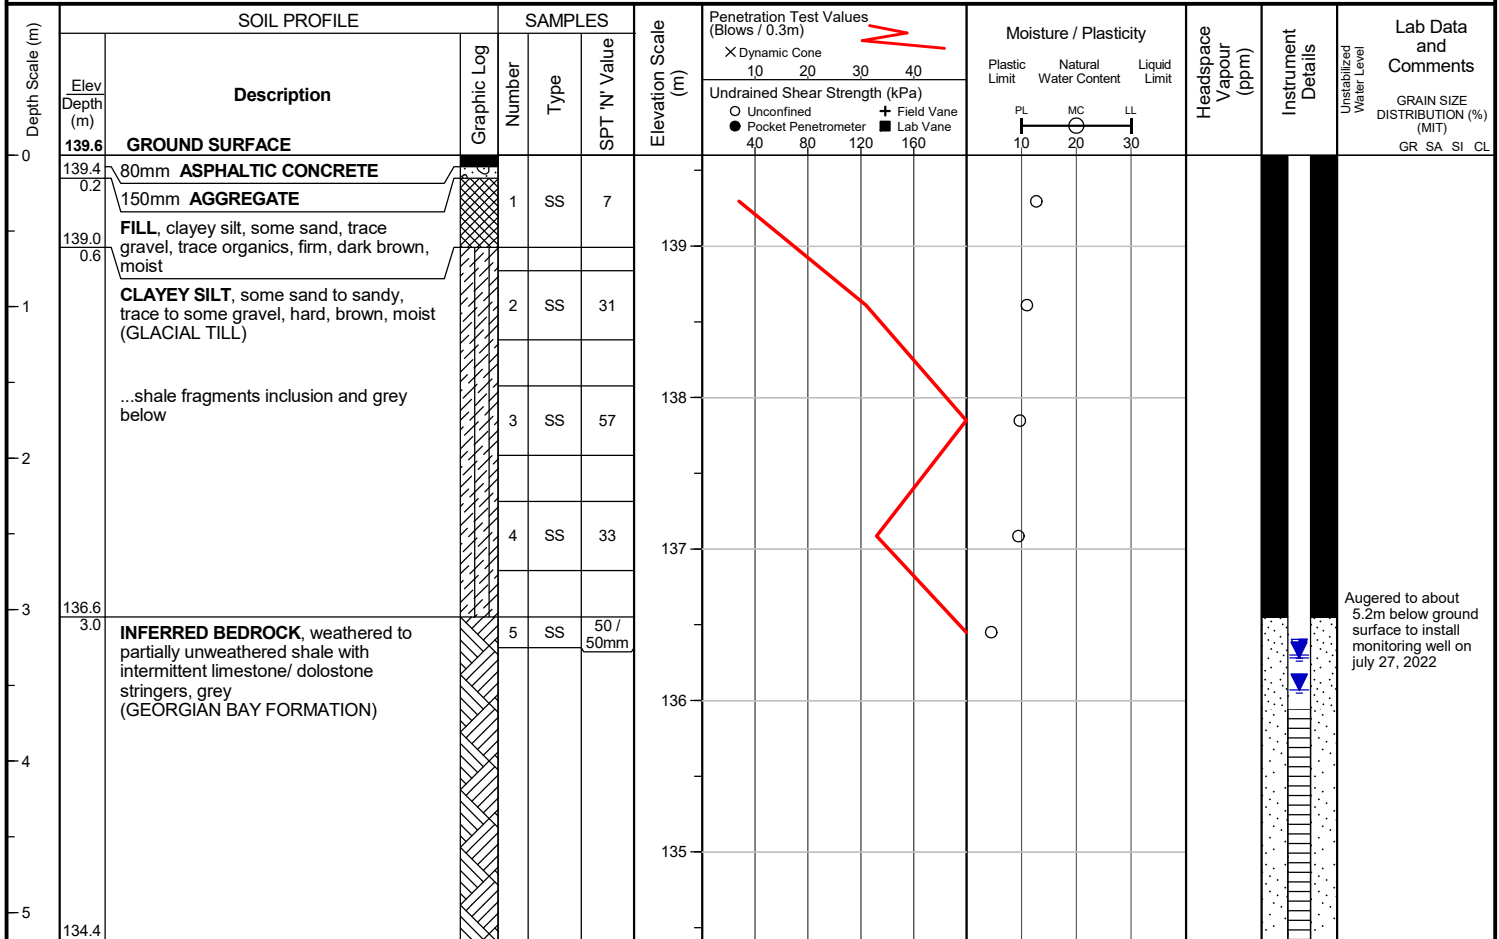 SOIL PROFILE
SAMPLES
Depth Scale (m)
Elev
Depth
(m)
Description
Graphic Log
Number
Type
SPT 'N' Value
Elevation Scale
(m)
Penetration Test Values
(Blows / 0.3m)
X Dynamic Cone
10 20 30 40
Undrained Shear Strength (kPa)
Unconfined
Field Vane
Pocket Penetrometer
Lab Vane
40 80 120 160
Moisture / Plasticity
Plastic
Limit
Natural
Water Content
Liquid
Limit
PL MC LL
10 20 30
Headspace
Vapour
(ppm)
Instrument
Details
Unstabilized
Water Level
Lab Data
and
Comments
GRAIN SIZE
DISTRIBUTION (%)
(MIT)
GR SA SI CL
139.6 GROUND SURFACE
0
139.4
0.2
80mm ASPHALTIC CONCRETE
150mm AGGREGATE
1 SS 7
139.0
0.6
FILL, clayey silt, some sand, trace
gravel, trace organics, firm, dark brown,
moist
139
CLAYEY SILT, some sand to sandy,
trace to some gravel, hard, brown, moist
(GLACIAL TILL)
1
2 SS 31
...shale fragments inclusion and grey
below
138
3 SS 57
2
4 SS 33
137
3
136.6
3.0
INFERRED BEDROCK, weathered to
partially unweathered shale with
intermittent limestone/ dolostone
stringers, grey
(GEORGIAN BAY FORMATION)
5 SS 50 /
50mm
Augered to about
5.2m below ground
surface to install
monitoring well on
july 27, 2022
136
4
135
5
134.4